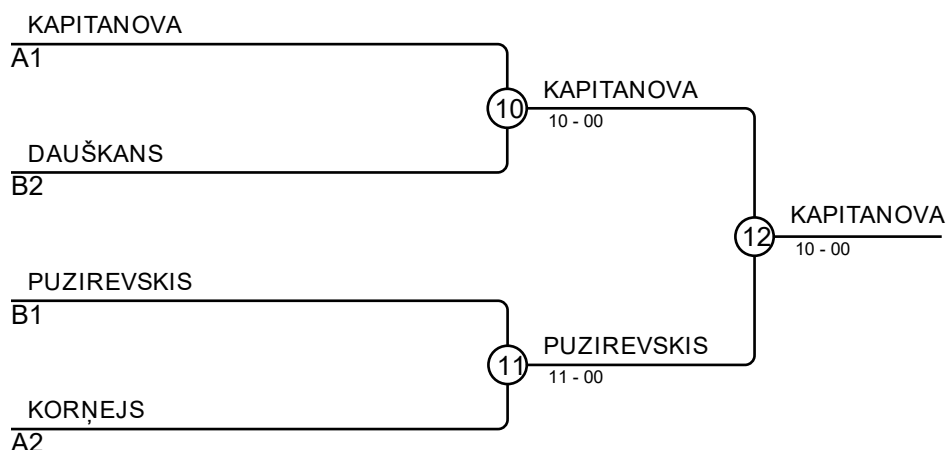 KAPITANOVA
A1
10
KAPITANOVA
10 - 00
DAUŠKANS
B2
12
KAPITANOVA
10 - 00
PUZIREVSKIS
B1
11
PUZIREVSKIS
11 - 00
KORŅEJS
A2